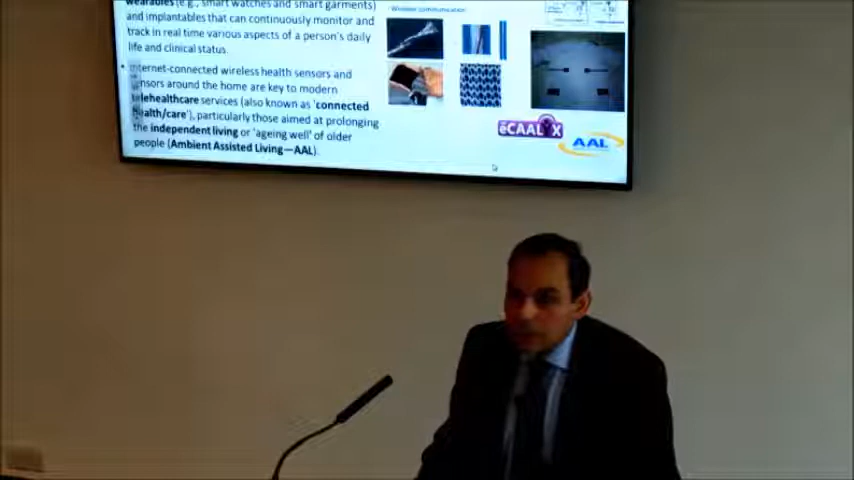 wearables (e.g., smart watches and smart garments)
and implantables that can continuously monitor and
track in real time various aspects of a person's daily
life and clinical status.
Internet-connected wireless health sensors and
sensors around the home are key to modern
telehealthcare services (also known as 'connected
health/care'), particularly those aimed at prolonging
the independent living or 'ageing well' of older
people (Ambient Assisted Living—AAL).
Wireless communication
eCAALYX
AAL